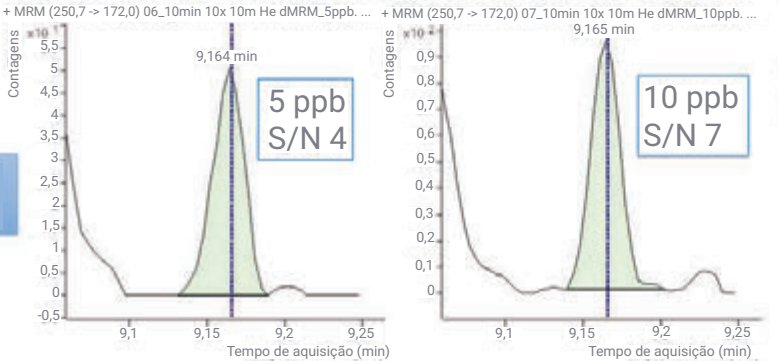 + MRM (250,7 -> 172,0) 06_10min 10x 10m He dMRM_5ppb. ...
Contagens
5,5
5
4,5
4
3,5
3
2,5
2
1,5
1
0,5
0
-0,5
9,164 min
5 ppb
S/N 4
9,1
9,15
9,2
9,25
Tempo de aquisição (min)
+ MRM (250,7 -> 172,0) 07_10min 10x 10m He dMRM_10ppb. ...
Contagens
0,9
0,8
0,7
0,6
0,5
0,4
0,3
0,2
0,1
0
9,165 min
10 ppb
S/N 7
9,1
9,15
9,2
9,25
Tempo de aquisição (min)